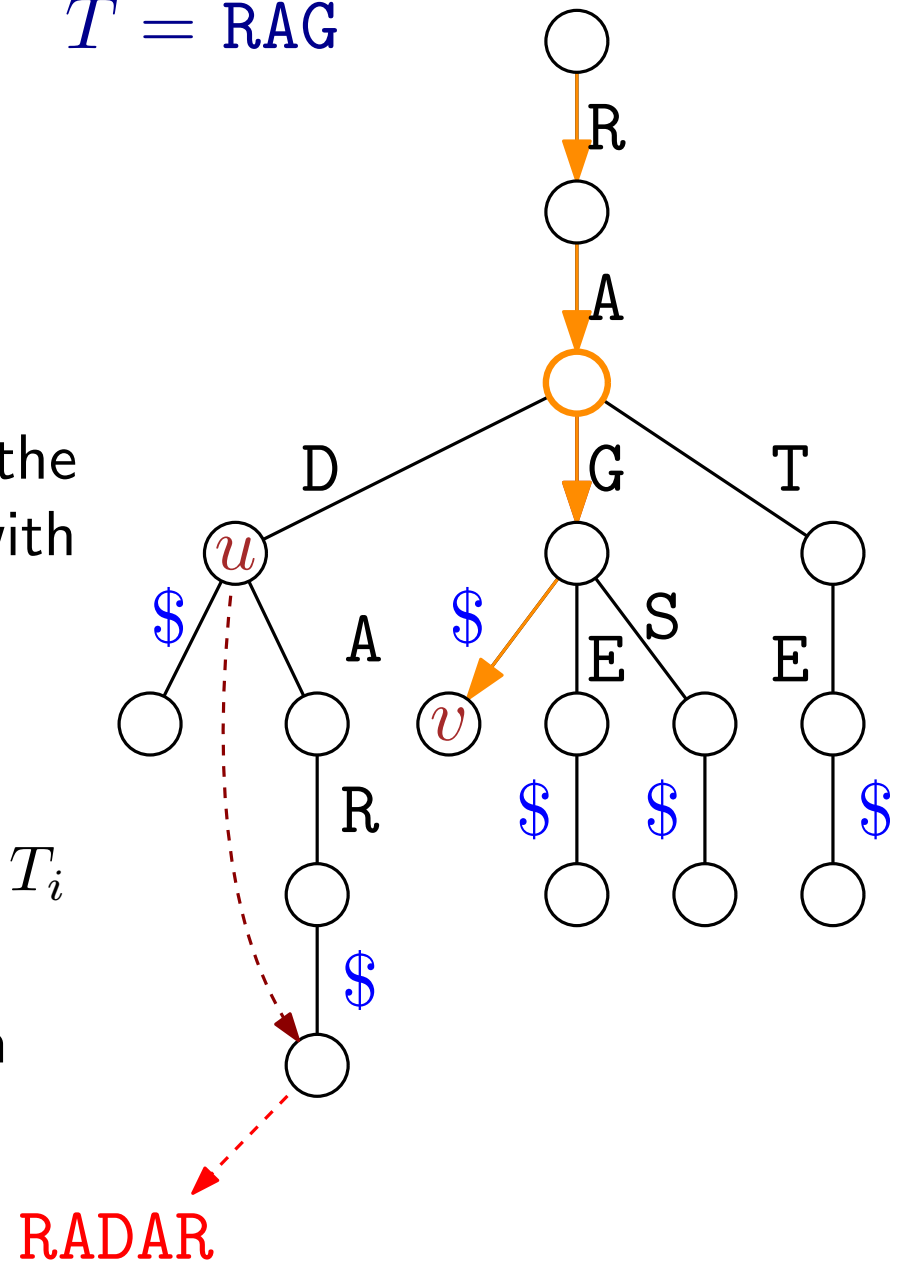 T = RAG
R
A
the
D G T
with
u
$ A $ E S E
v
R $ $ $
T_i
$
RADAR